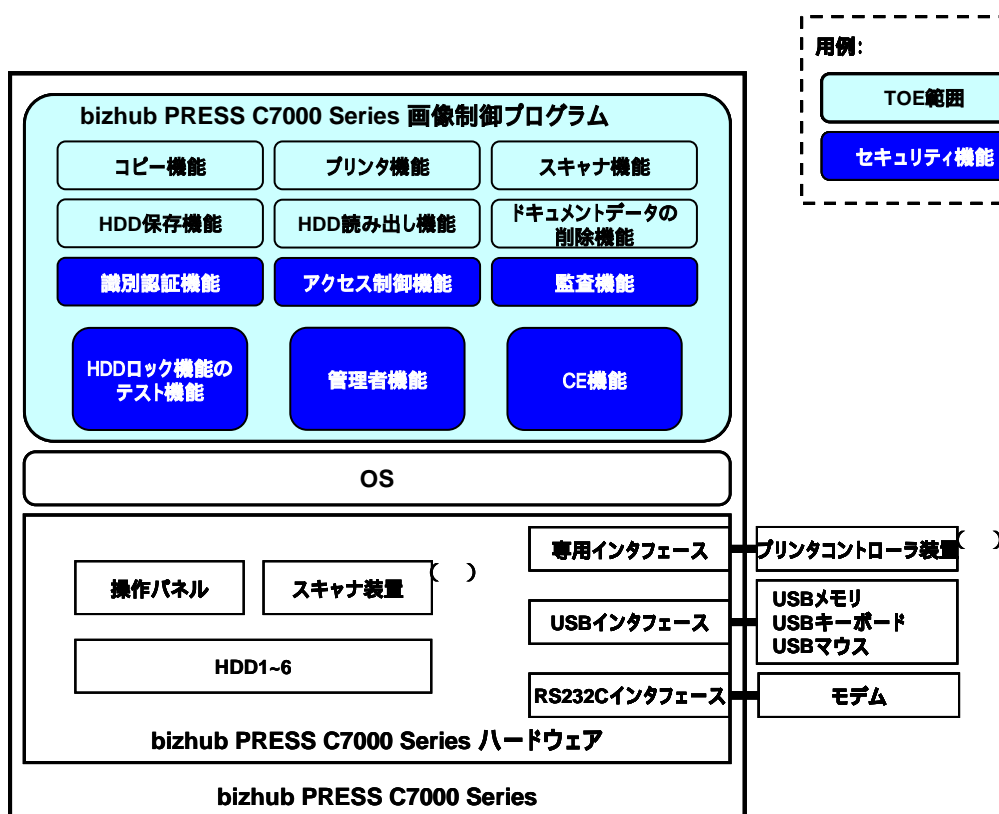 用例:
TOE範囲
セキュリティ機能
bizhub PRESS C7000 Series 画像制御プログラム
コピー機能
プリンタ機能
スキャナ機能
HDD保存機能
HDD読み出し機能
ドキュメントデータの
削除機能
識別認証機能
アクセス制御機能
監査機能
HDDロック機能の
テスト機能
管理者機能
CE機能
OS
専用インタフェース
プリンタコントローラ装置( )
操作パネル
スキャナ装置( )
USBインタフェース
USBメモリ
USBキーボード
USBマウス
HDD1~6
RS232Cインタフェース
モデム
bizhub PRESS C7000 Series ハードウェア
bizhub PRESS C7000 Series